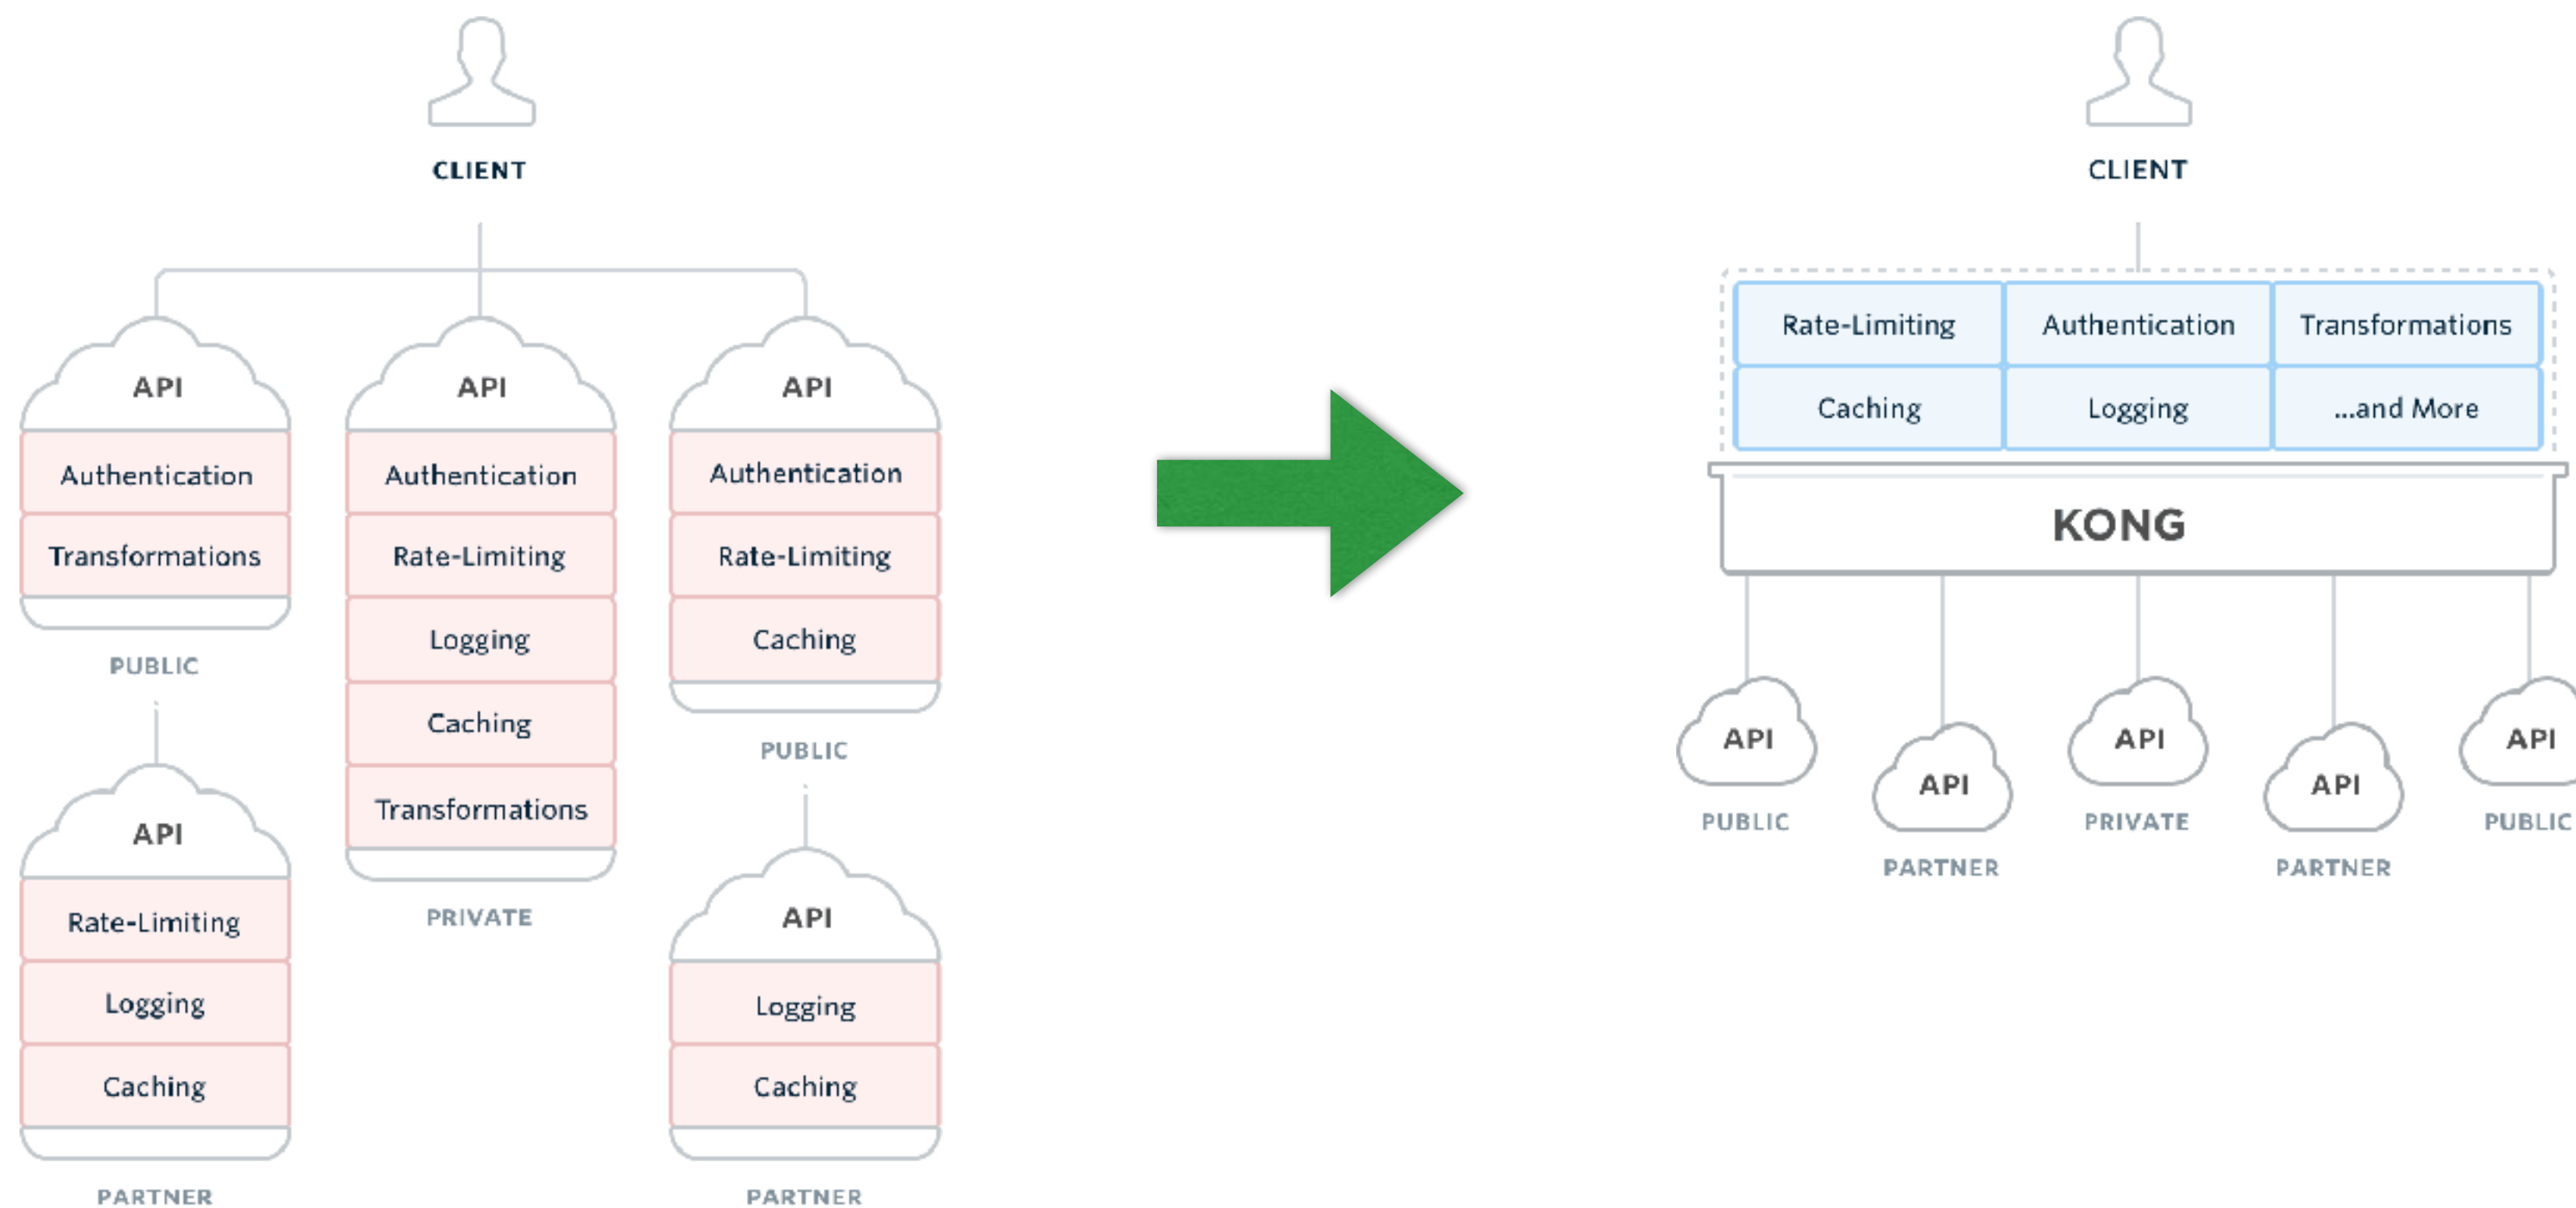 CLIENT
API
Authentication
Transformations
PUBLIC
API
Rate-Limiting
Logging
Caching
PARTNER
API
Authentication
Rate-Limiting
Logging
Caching
Transformations
PRIVATE
API
Authentication
Rate-Limiting
Caching
PUBLIC
API
Logging
Caching
PARTNER
CLIENT
Rate-Limiting Authentication Transformations
Caching Logging ...and More
KONG
API
PUBLIC
API
PARTNER
API
PRIVATE
API
PARTNER
API
PUBLIC